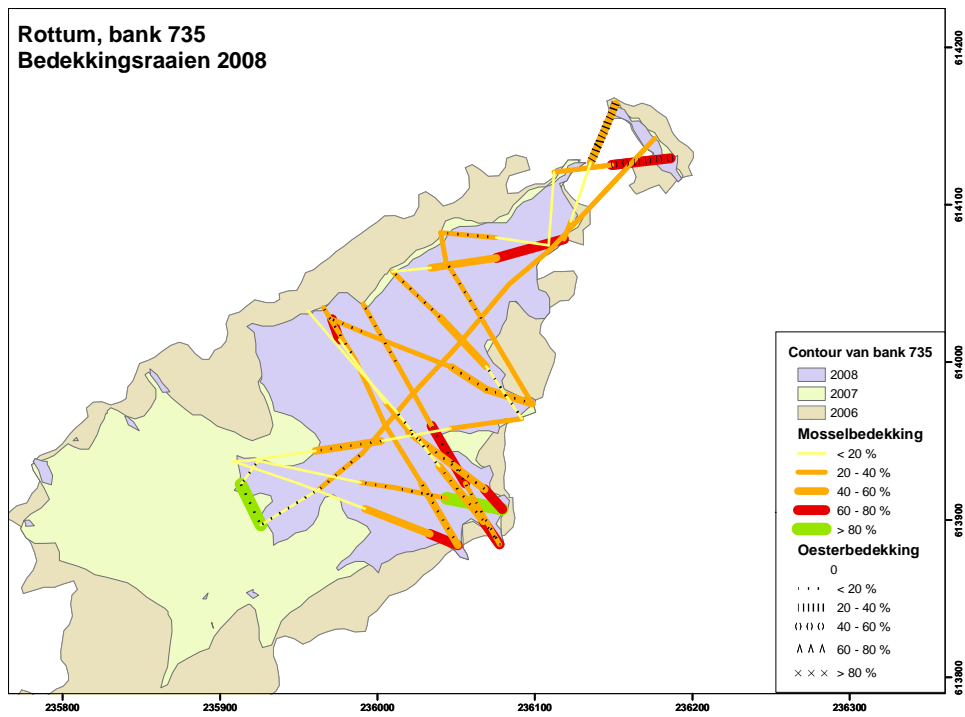 Rottum, bank 735
Bedekkingsraaien 2008
614200
614100
614000
613900
613800
Contour van bank 735
2008
2007
2006
Mosselbedekking
< 20 %
20 - 40 %
40 - 60 %
60 - 80 %
> 80 %
Oesterbedekking
0
< 20 %
20 - 40 %
40 - 60 %
60 - 80 %
> 80 %
235800 235900 236000 236100 236200 236300